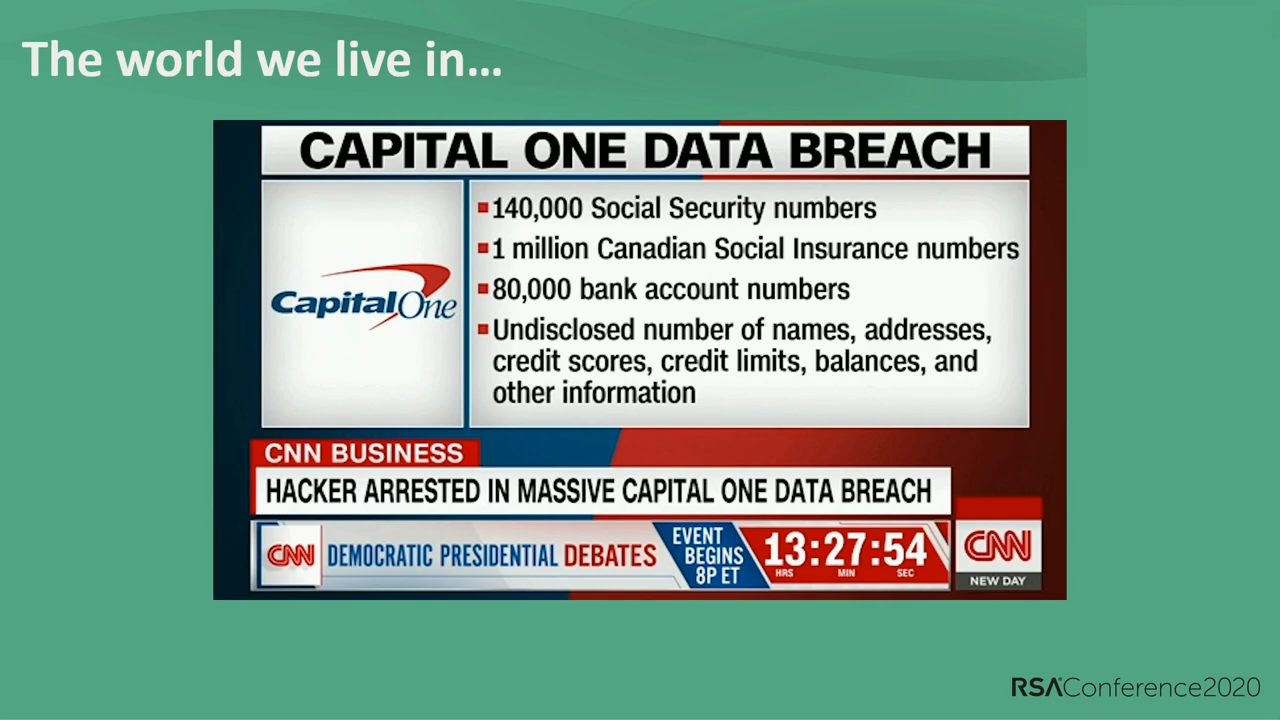 The world we live in...
CAPITAL ONE DATA BREACH
140,000 Social Security numbers
1 million Canadian Social Insurance numbers
80,000 bank account numbers
Undisclosed number of names, addresses,
credit scores, credit limits, balances, and
other information
CapitalOne
CNN BUSINESS
HACKER ARRESTED IN MASSIVE CAPITAL ONE DATA BREACH
CNN DEMOCRATIC PRESIDENTIAL DEBATES
EVENT
BEGINS
8P ET
13:27:54
HRS MIN SEC
CNN
NEW DAY
RSAConference2020